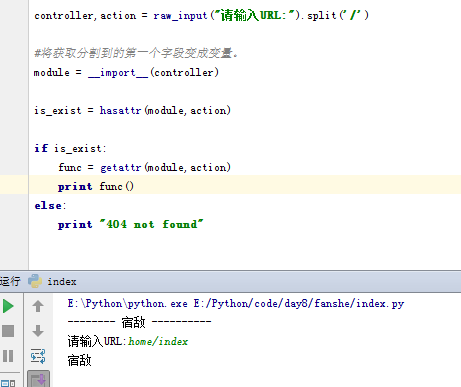 controller,action = raw_input("请输入URL:").split('/')
#将获取分割到的第一个字段变成变量。
module = __import__(controller)
is_exist = hasattr(module,action)
if is_exist:
func = getattr(module,action)
print func()
else:
print "404 not found"
运行 index
E:\Python\python.exe E:/Python/code/day8/fanshe/index.py
-------- 宿敌 ----------
请输入URL:home/index
宿敌